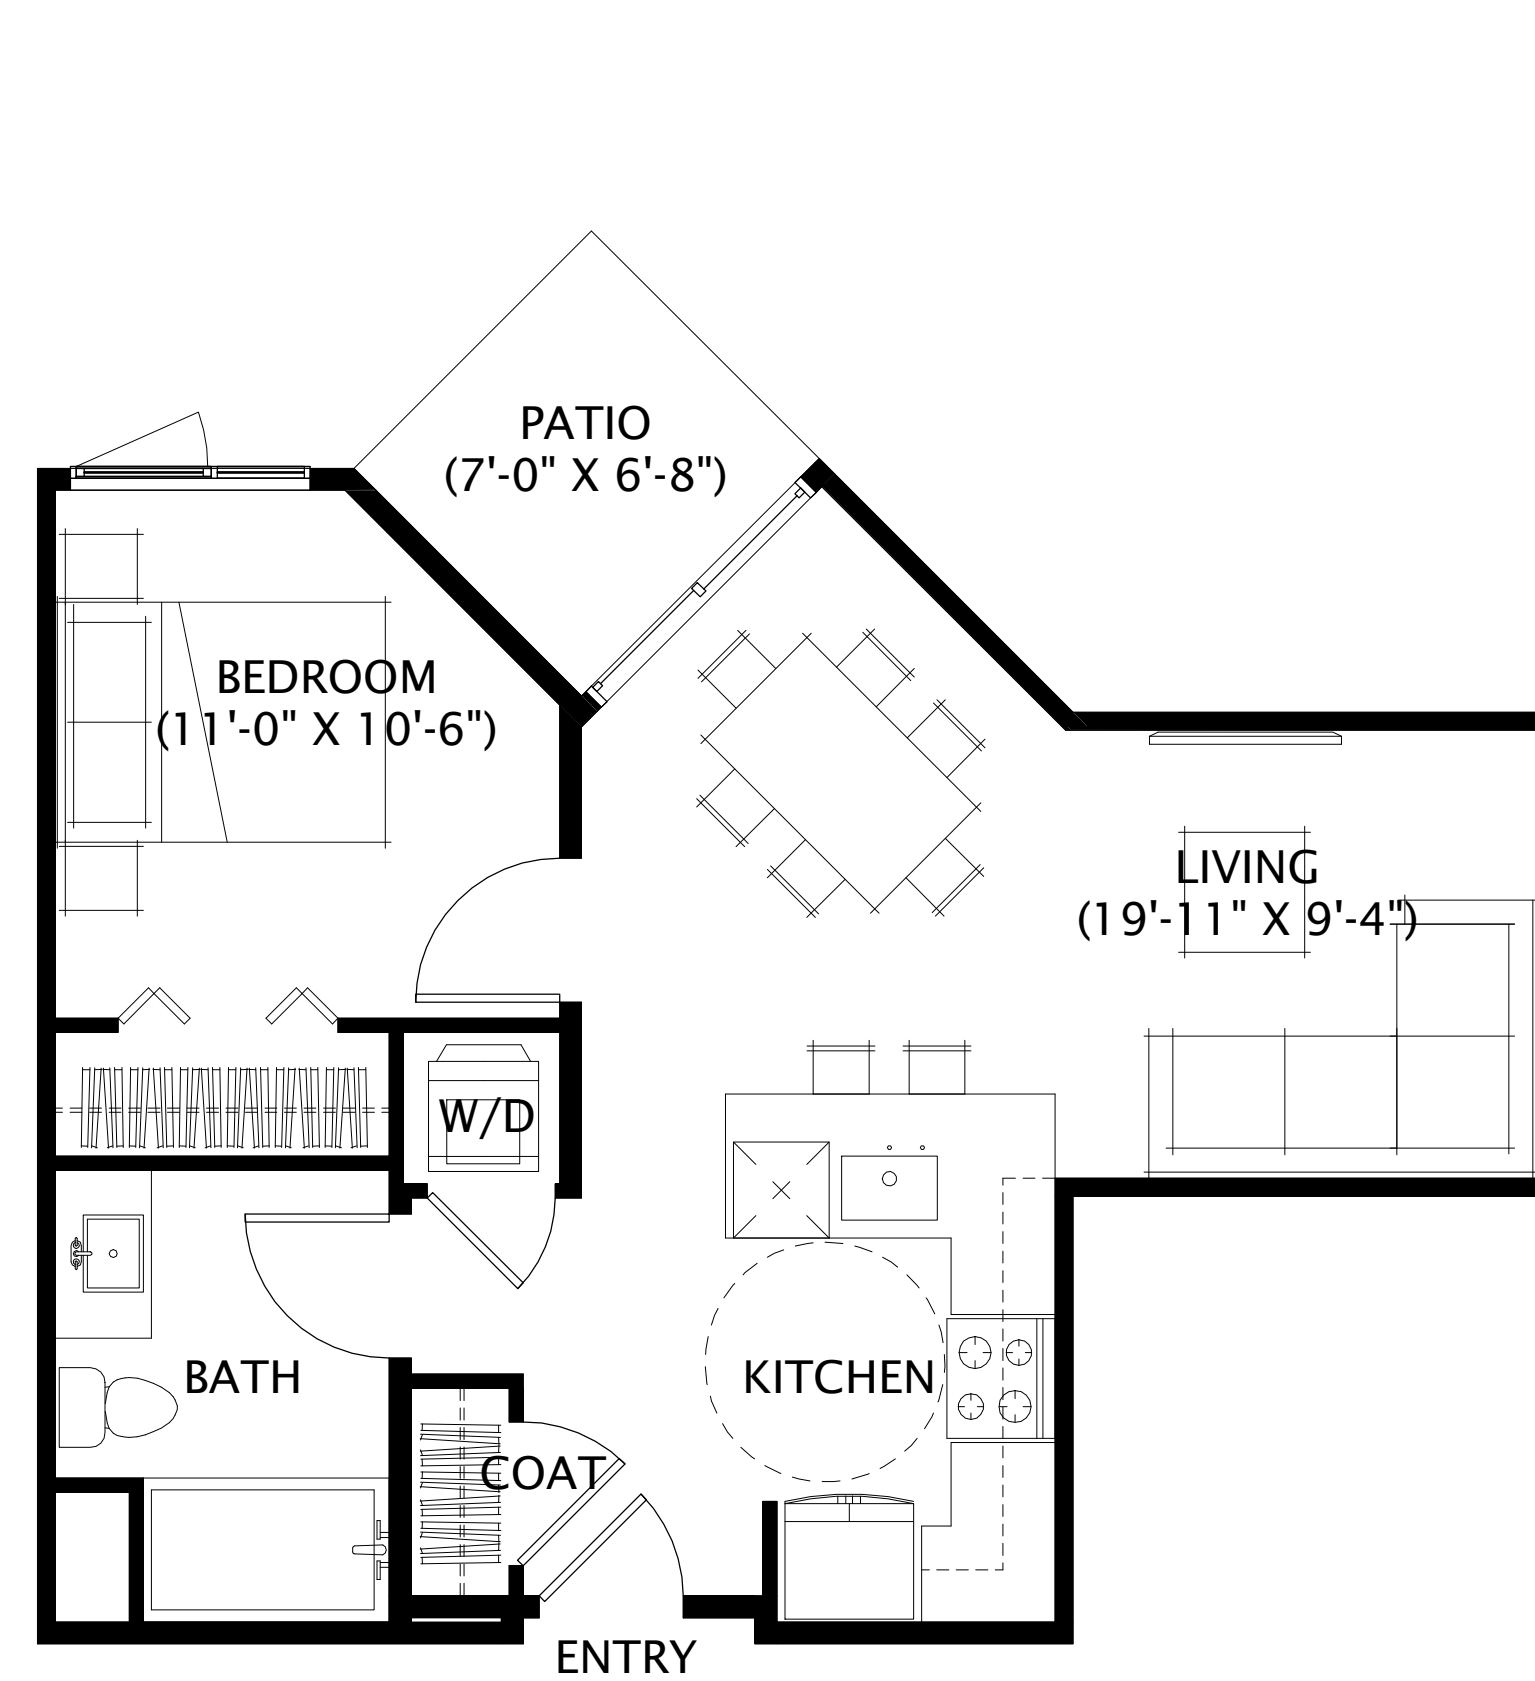 PATIO
(7'-0" X 6'-8")
BEDROOM
(11'-0" X 10'-6")
LIVING
(19'-11" X 9'-4")
W/D
BATH
KITCHEN
COAT
ENTRY